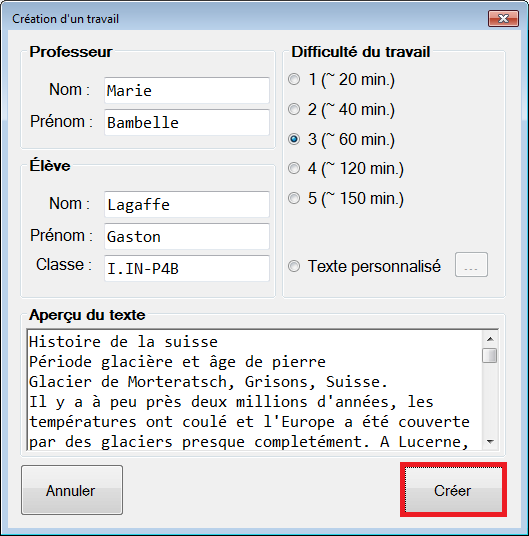 Création d'un travail
Professeur
Nom : Marie
Prénom : Bambelle
Élève
Nom : Lagaffe
Prénom : Gaston
Classe : I.IN-P4B
Difficulté du travail
1 (~ 20 min.)
2 (~ 40 min.)
3 (~ 60 min.)
4 (~ 120 min.)
5 (~ 150 min.)
Texte personnalisé ...
Aperçu du texte
Histoire de la suisse
Période glacière et âge de pierre
Glacier de Morteratsch, Grisons, Suisse.
Il y a à peu près deux millions d'années, les
températures ont coulé et l'Europe a été couverte
par des glaciers presque completément. A Lucerne,
Annuler
Créer